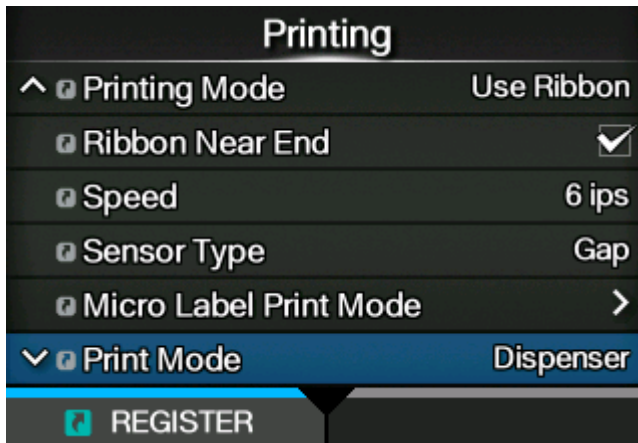 Printing
Printing Mode Use Ribbon
Ribbon Near End
Speed 6 ips
Sensor Type Gap
Micro Label Print Mode
Print Mode Dispenser
REGISTER